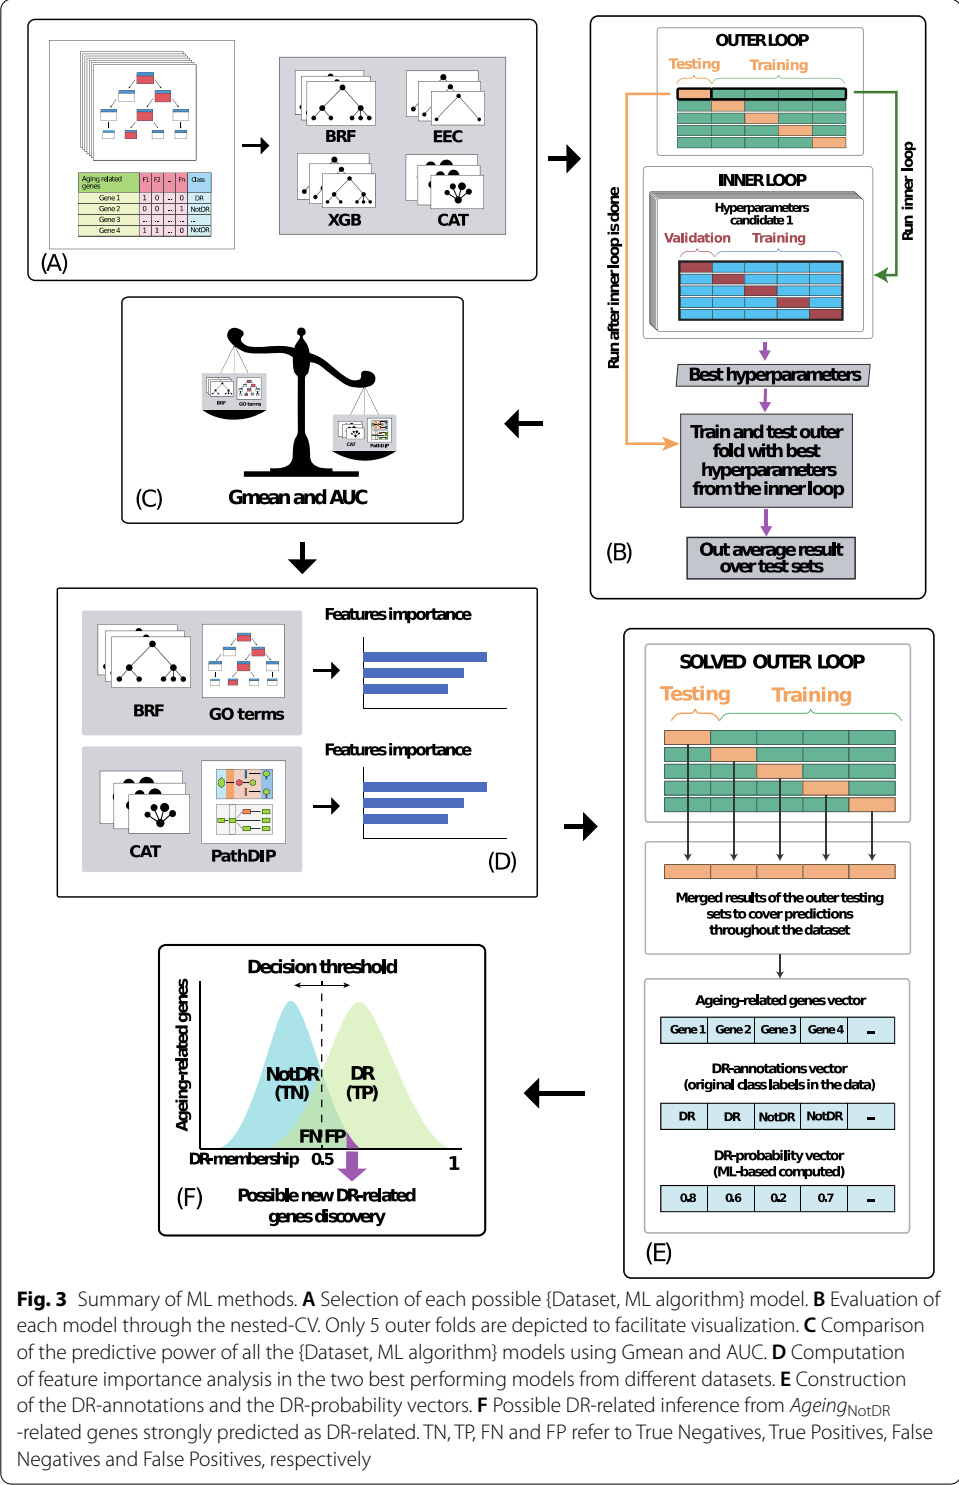 Aging related genes F1 F2 ... Fn Class
Gene 1 1 0 ... 0 DR
Gene 2 0 0 ... 1 NotDR
Gene 3 ... ... ... ... ..
Gene 4 1 1 ... 0 NotDR
BRF
EEC
XGB
CAT
(A)
OUTER LOOP
Testing Training
INNER LOOP
Hyperparameters
candidate 1
Validation Training
Run inner loop
Run after inner loop is done
Best hyperparameters
Train and test outer
fold with best
hyperparameters
from the inner loop
Out average result
over test sets
(B)
BRF GO terms
CAT PathDIP
Gmean and AUC
(C)
BRF GO terms
Features importance
CAT PathDIP
Features importance
(D)
SOLVED OUTER LOOP
Testing Training
Merged results of the outer testing
sets to cover predictions
throughout the dataset
Ageing-related genes vector
Gene 1 Gene 2 Gene 3 Gene 4 ...
DR-annotations vector
(original class labels in the data)
DR DR NotDR NotDR ...
DR-probability vector
(ML-based computed)
0.8 0.6 0.2 0.7 ...
(E)
Decision threshold
Ageing-related genes
NotDR
(TN)
DR
(TP)
FN FP
DR-membership 0.5 1
Possible new DR-related
genes discovery
(F)
Fig. 3 Summary of ML methods. A Selection of each possible {Dataset, ML algorithm} model. B Evaluation of
each model through the nested-CV. Only 5 outer folds are depicted to facilitate visualization. C Comparison
of the predictive power of all the {Dataset, ML algorithm} models using Gmean and AUC. D Computation
of feature importance analysis in the two best performing models from different datasets. E Construction
of the DR-annotations and the DR-probability vectors. F Possible DR-related inference from Ageing NotDR
-related genes strongly predicted as DR-related. TN, TP, FN and FP refer to True Negatives, True Positives, False
Negatives and False Positives, respectively